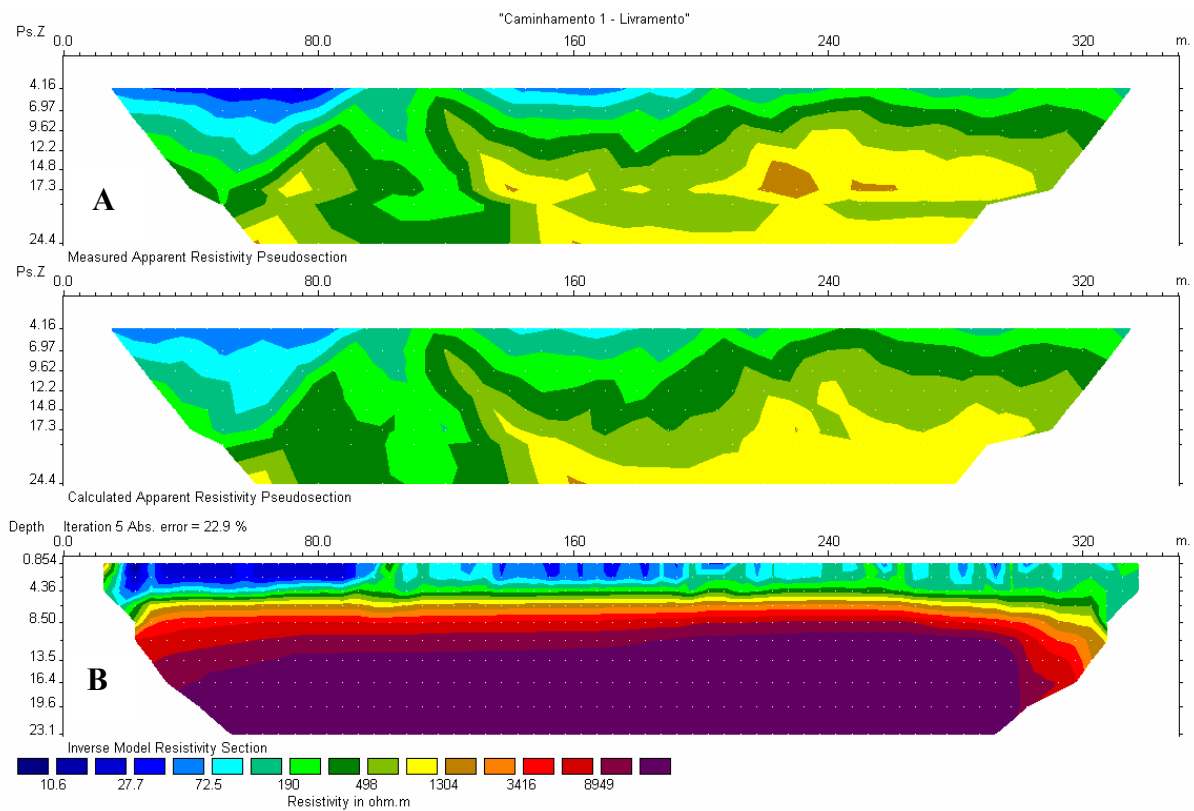 "Caminhamento 1 - Livramento"
Ps.Z 0.0 80.0 160 240 320 m.
4.16
6.97
9.62
12.2
14.8
17.3
A
24.4
Measured Apparent Resistivity Pseudosection
Ps.Z 0.0 80.0 160 240 320 m.
4.16
6.97
9.62
12.2
14.8
17.3
24.4
Calculated Apparent Resistivity Pseudosection
Depth Iteration 5 Abs. error = 22.9 %
0.0 80.0 160 240 320 m.
0.854
4.36
8.50
13.5
16.4
B
19.6
23.1
Inverse Model Resistivity Section
10.6 27.7 72.5 190 498 1304 3416 8949
Resistivity in ohm.m